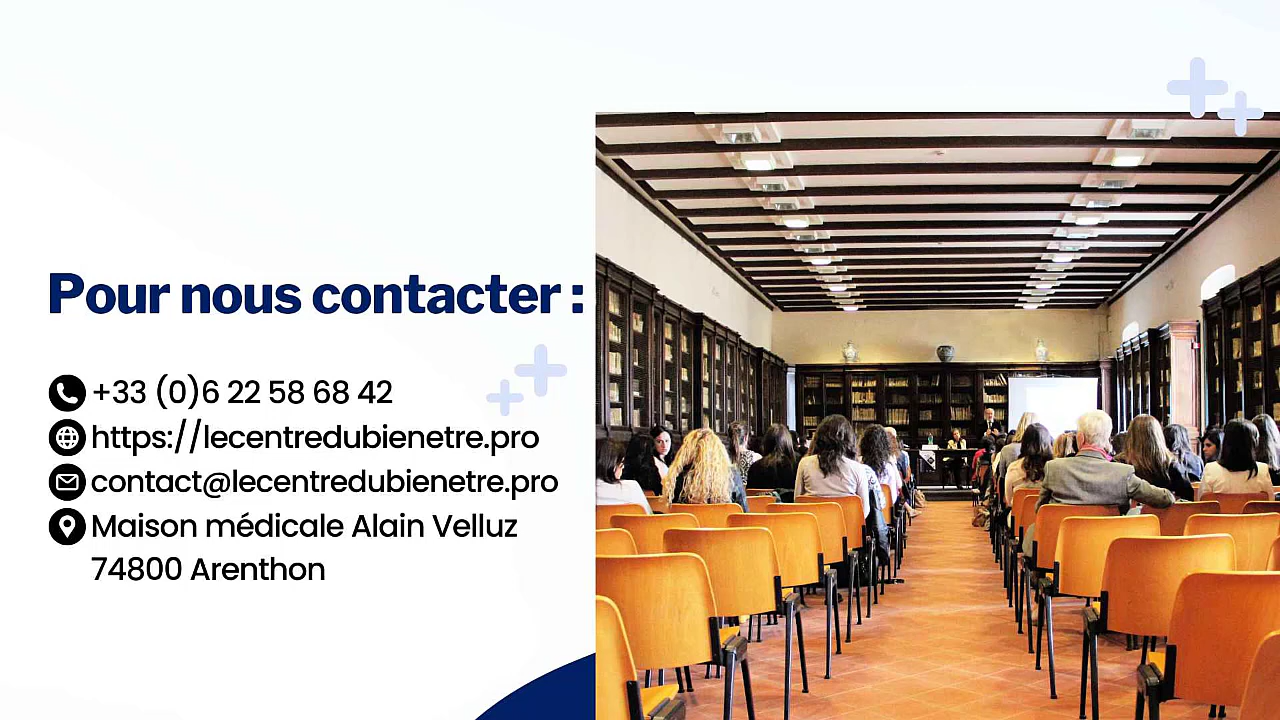 Pour nous contacter :
+33 (0)6 22 58 68 42
https://lecentredubienetre.pro
contact@lecentredubienetre.pro
Maison médicale Alain Velluz
74800 Arenthon